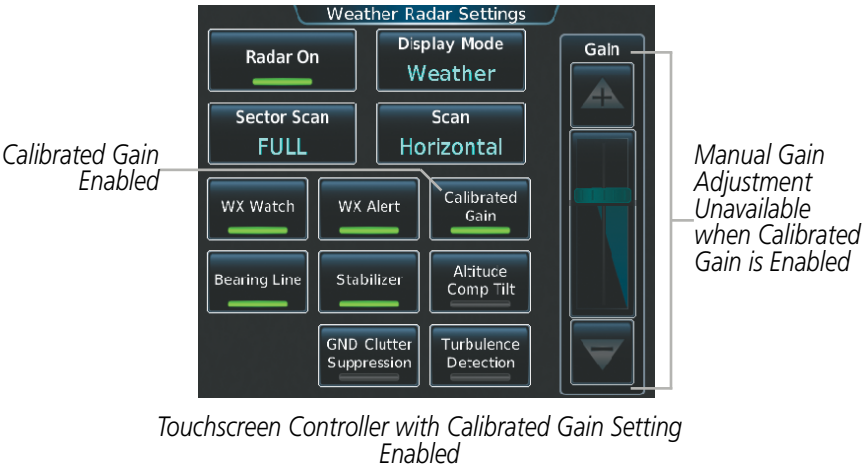 Weather Radar Settings
Radar On
Display Mode
Weather
Gain
Sector Scan
FULL
Scan
Horizontal
Calibrated Gain
Enabled
WX Watch
WX Alert
Calibrated
Gain
Manual Gain
Adjustment
Unavailable
when Calibrated
Gain is Enabled
Bearing Line
Stabilizer
Altituce
Comp Tilt
GND Clutter
Suppression
Turbulence
Detection
Touchscreen Controller with Calibrated Gain Setting
Enabled